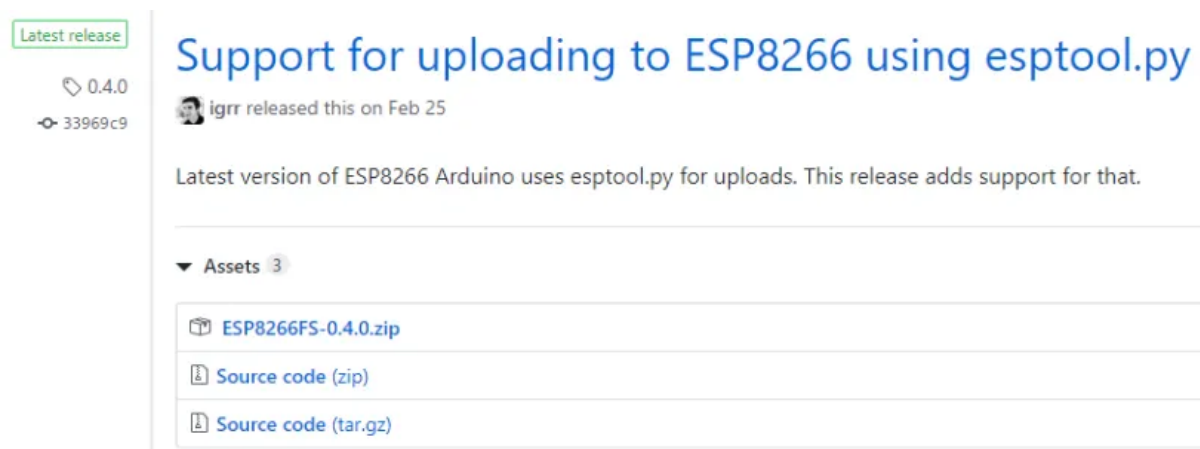 Latest release
0.4.0
33969c9
Support for uploading to ESP8266 using esptool.py
igrr released this on Feb 25
Latest version of ESP8266 Arduino uses esptool.py for uploads. This release adds support for that.
Assets 3
ESP8266FS-0.4.0.zip
Source code (zip)
Source code (tar.gz)